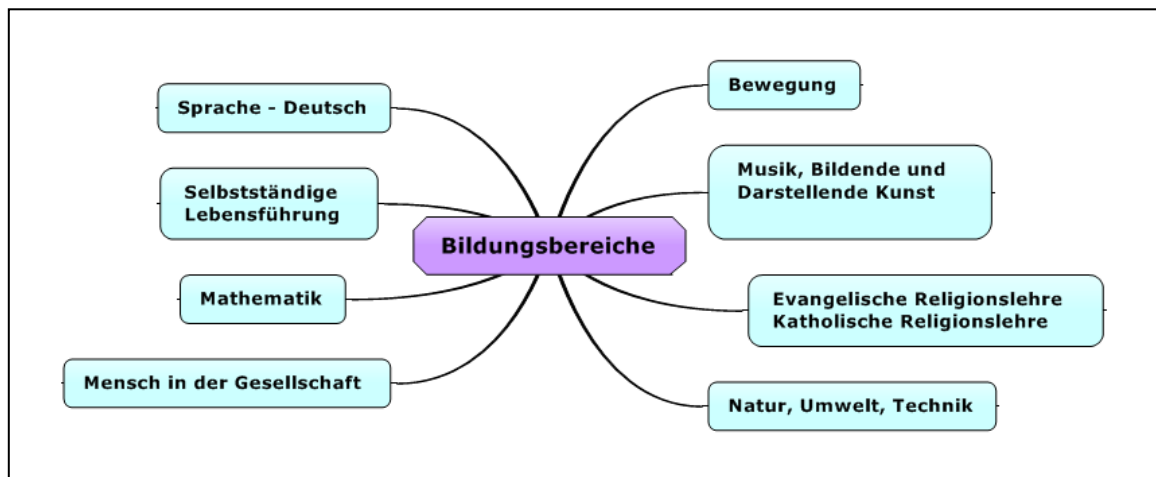 Sprache - Deutsch
Selbstständige
Lebensführung
Mathematik
Mensch in der Gesellschaft
Bildungsbereiche
Bewegung
Musik, Bildende und
Darstellende Kunst
Evangelische Religionslehre
Katholische Religionslehre
Natur, Umwelt, Technik